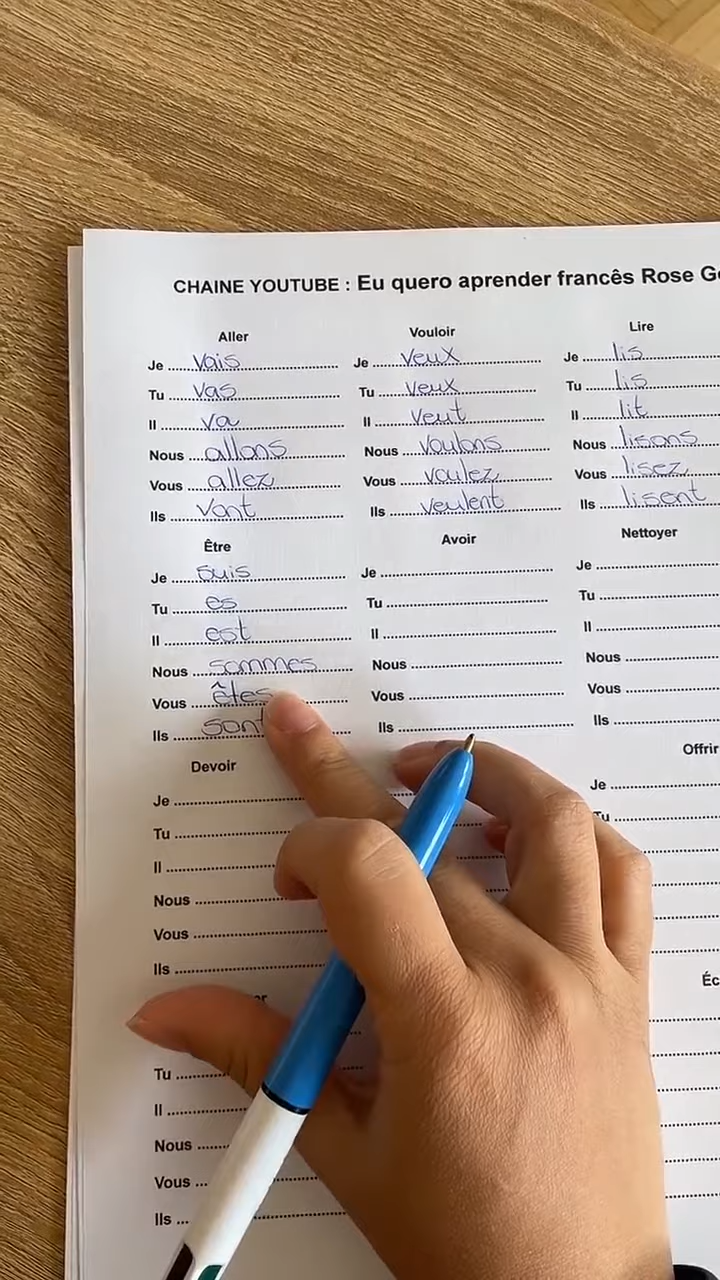 CHAINE YOUTUBE : Eu quero aprender francês Rose
Aller Vouloir Lire
Je vais Je veux Je lis
Tu vas Tu veux Tu lis
Il va Il veut Il lit
Nous allons Nous voulons Nous lisons
Vous allez Vous voulez Vous lisez
Ils vont Ils veulent Ils lisent
Être Avoir Nettoyer
Je suis Je Je
Tu es Tu Tu
Il est Il Il
Nous sommes Nous Nous
Vous êtes Vous Vous
Ils sont Ils Ils
Devoir Offrir
Je Je
Tu Tu
Il
Nous
Vous
Ils
Tu
Il
Nous
Vous
Ils